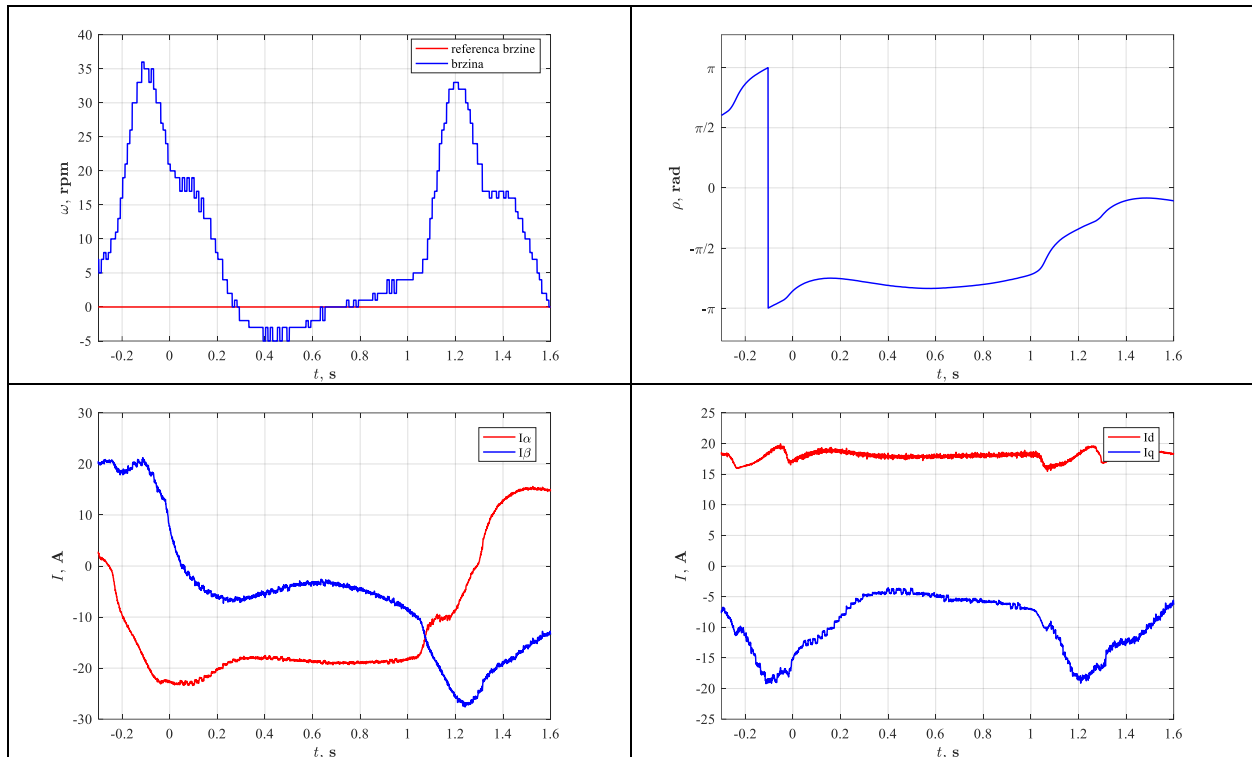 referenca brzine
brzina
40
35
30
25
20
15
10
5
0
-5
ω, rpm
-0.2 0 0.2 0.4 0.6 0.8 1 1.2 1.4 1.6
t, s
π
π/2
0
-π/2
-π
ρ, rad
-0.2 0 0.2 0.4 0.6 0.8 1 1.2 1.4 1.6
t, s
Iα
Iβ
30
20
10
0
-10
-20
-30
I, A
-0.2 0 0.2 0.4 0.6 0.8 1 1.2 1.4 1.6
t, s
Id
Iq
25
20
15
10
5
0
-5
-10
-15
-20
-25
I, A
-0.2 0 0.2 0.4 0.6 0.8 1 1.2 1.4 1.6
t, s